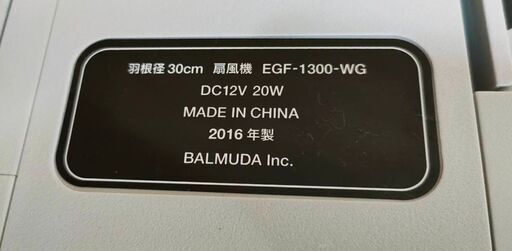 羽根径 30cm 扇風機 EGF-1300-WG
DC12V 20W
MADE IN CHINA
2016 年製
BALMUDA Inc.